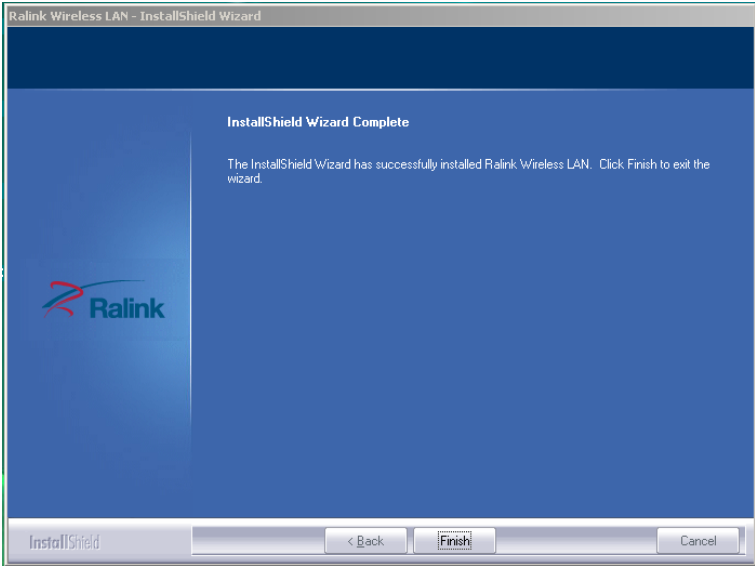 Ralink Wireless LAN - InstallShield Wizard
InstallShield Wizard Complete
The InstallShield Wizard has successfully installed Ralink Wireless LAN. Click Finish to exit the
wizard.
Ralink
InstallShield
< Back
Finish
Cancel